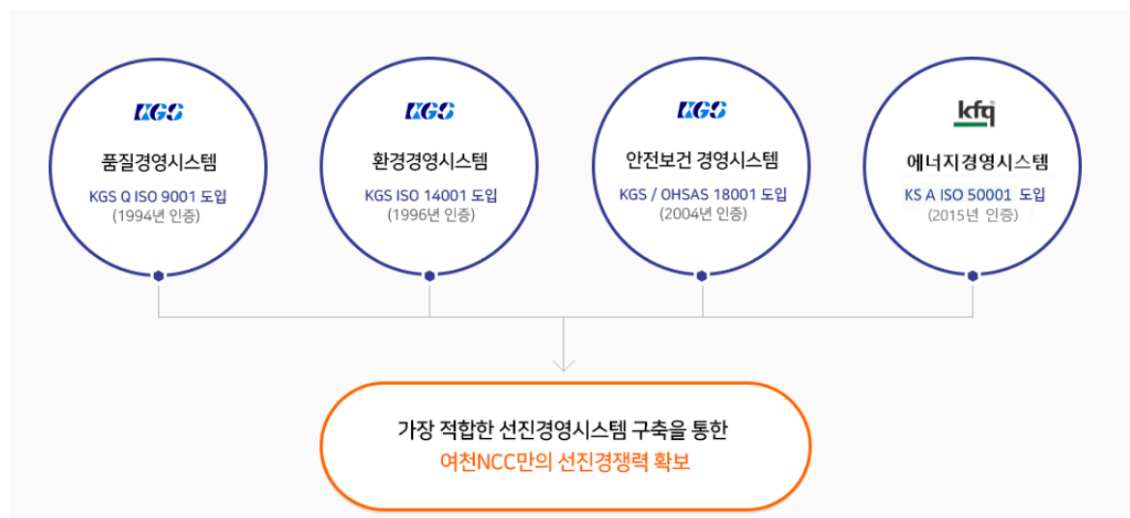 KGS
품질경영시스템
KGS Q ISO 9001 도입
(1994년 인증)
KGS
환경경영시스템
KGS ISO 14001 도입
(1996년 인증)
KGS
안전보건 경영시스템
KGS / OHSAS 18001 도입
(2004년 인증)
kfq
에너지경영시스템
KS A ISO 50001 도입
(2015년 인증)
가장 적합한 선진경영시스템 구축을 통한
여천NCC만의 선진경쟁력 확보